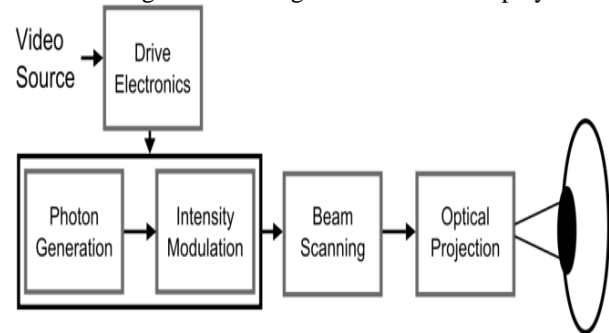 Video
Source
Drive
Electronics
Photon
Generation
Intensity
Modulation
Beam
Scanning
Optical
Projection